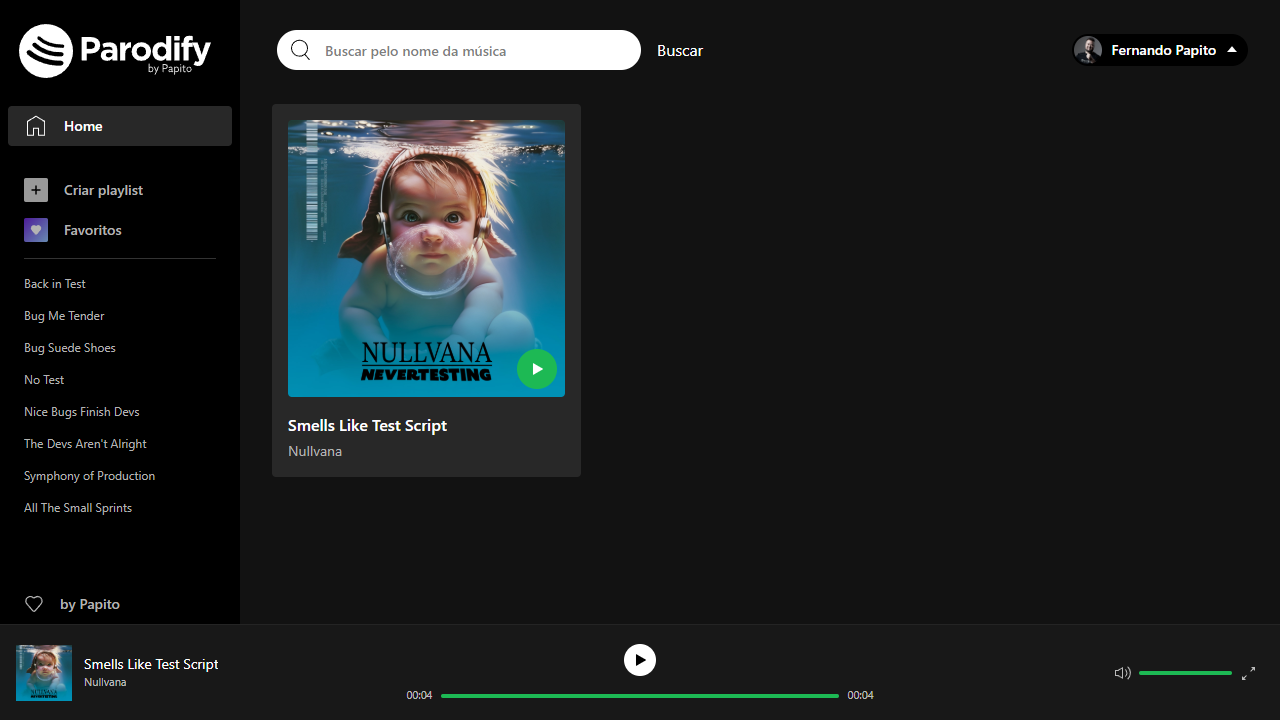 Parodify
by Papito
Buscar pelo nome da música
Buscar
Fernando Papito
Home
Criar playlist
Favoritos
Back in Test
Bug Me Tender
Bug Suede Shoes
No Test
Nice Bugs Finish Devs
The Devs Aren't Alright
Symphony of Production
All The Small Sprints
by Papito
NULLVANA
NEVERTESTING
Smells Like Test Script
Nullvana
Smells Like Test Script
Nullvana
00:04
00:04